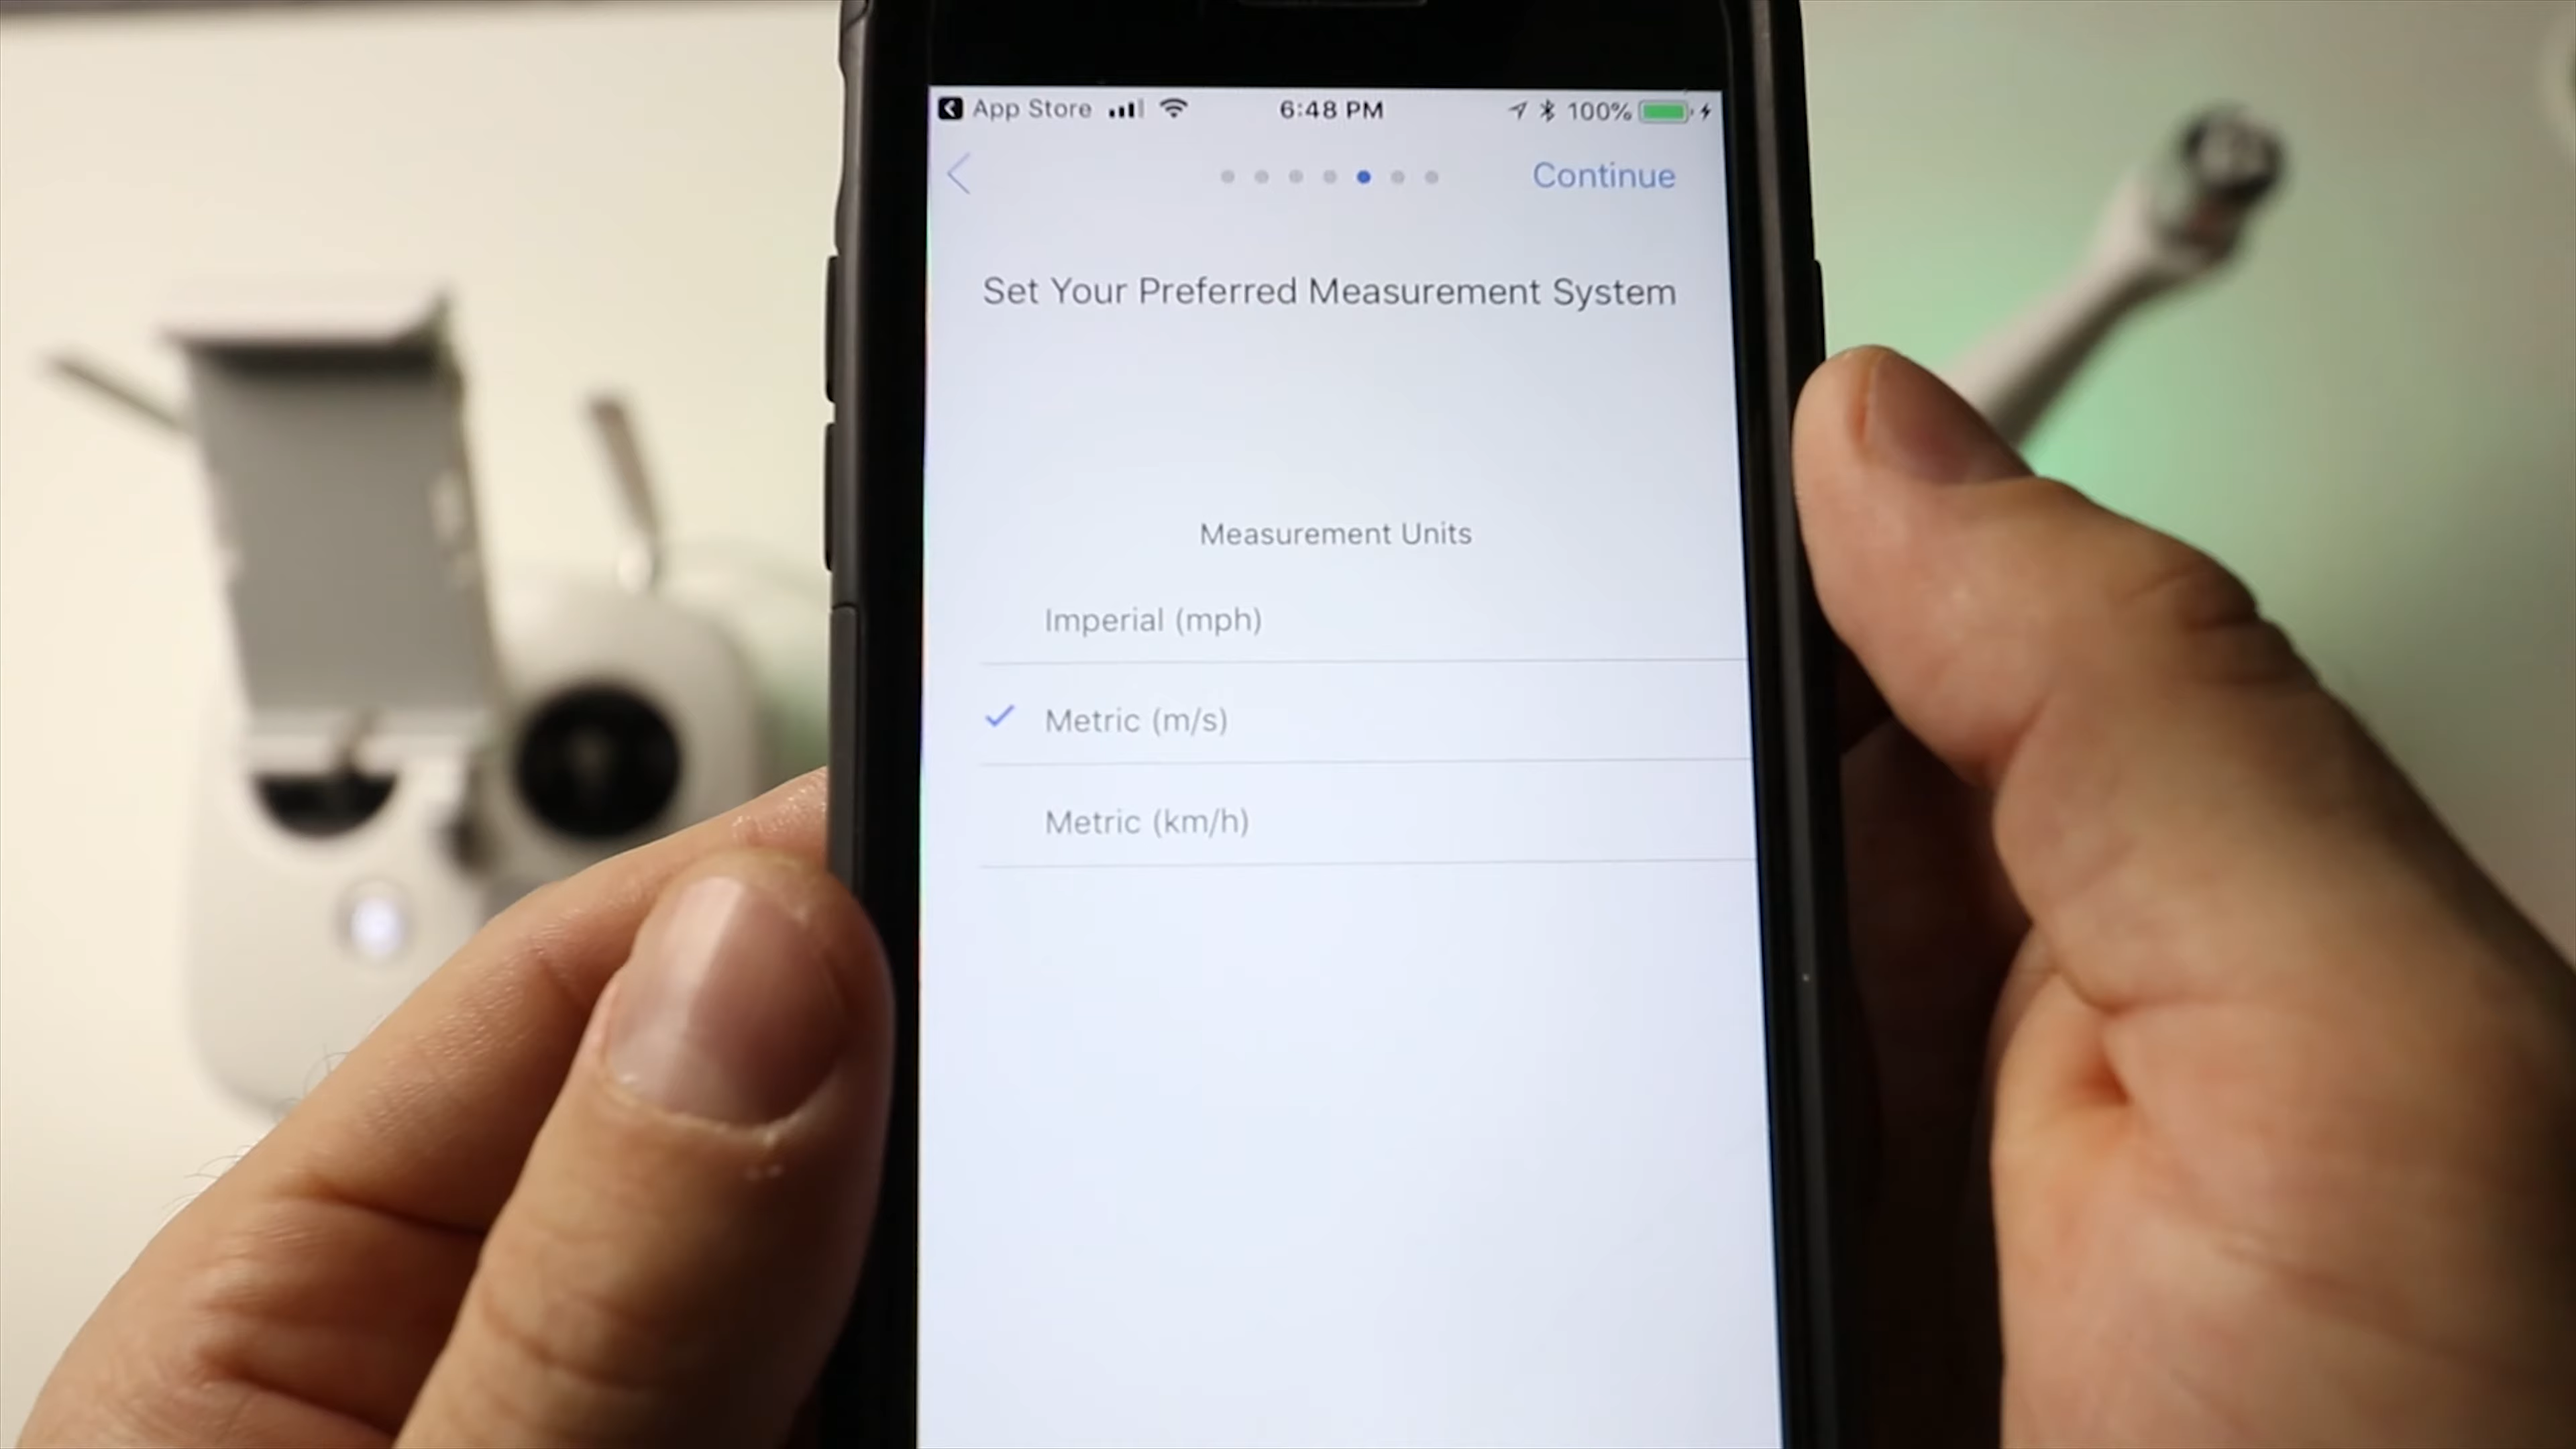 App Store 6:48 PM 100%
Continue
Set Your Preferred Measurement System
Measurement Units
Imperial (mph)
Metric (m/s)
Metric (km/h)